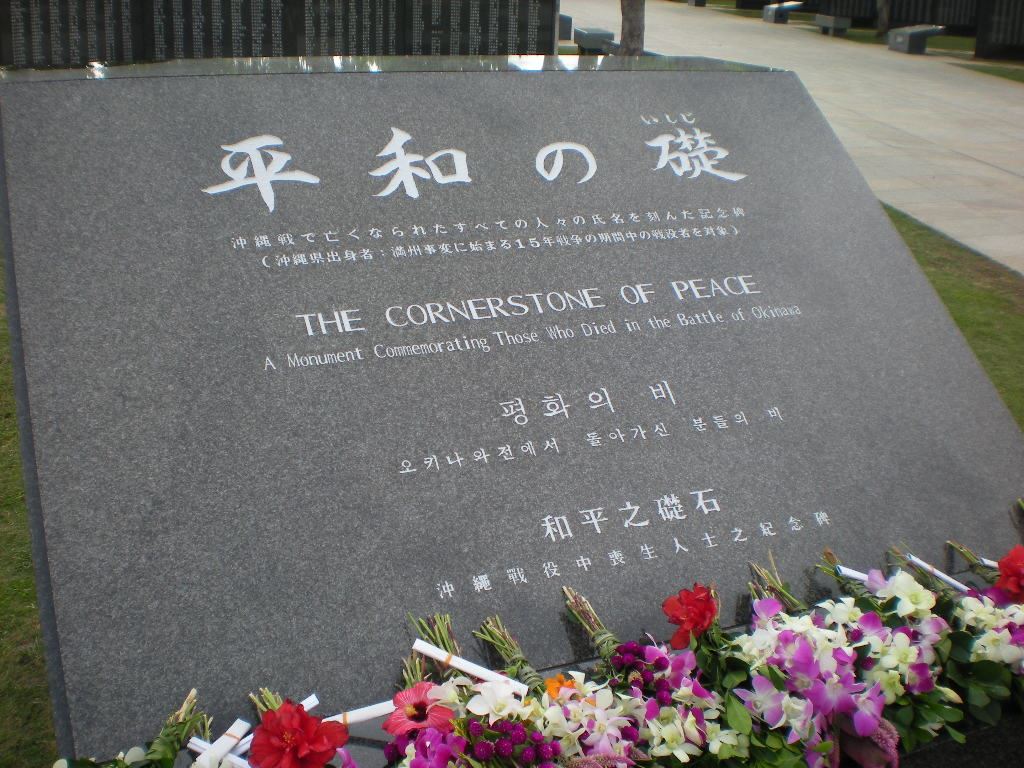 いしじ
平和の礎
沖縄戦で亡くなられたすべての人々の氏名を刻んだ記念碑
（沖縄県出身者：満州事変に始まる15年戦争の期間中の戦没者を対象）
THE CORNERSTONE OF PEACE
A Monument Commemorating Those Who Died in the Battle of Okinawa
평화의 비
오키나와전에서 돌아가신 분들의 비
和平之礎石
沖繩戰役中喪生人士之紀念碑